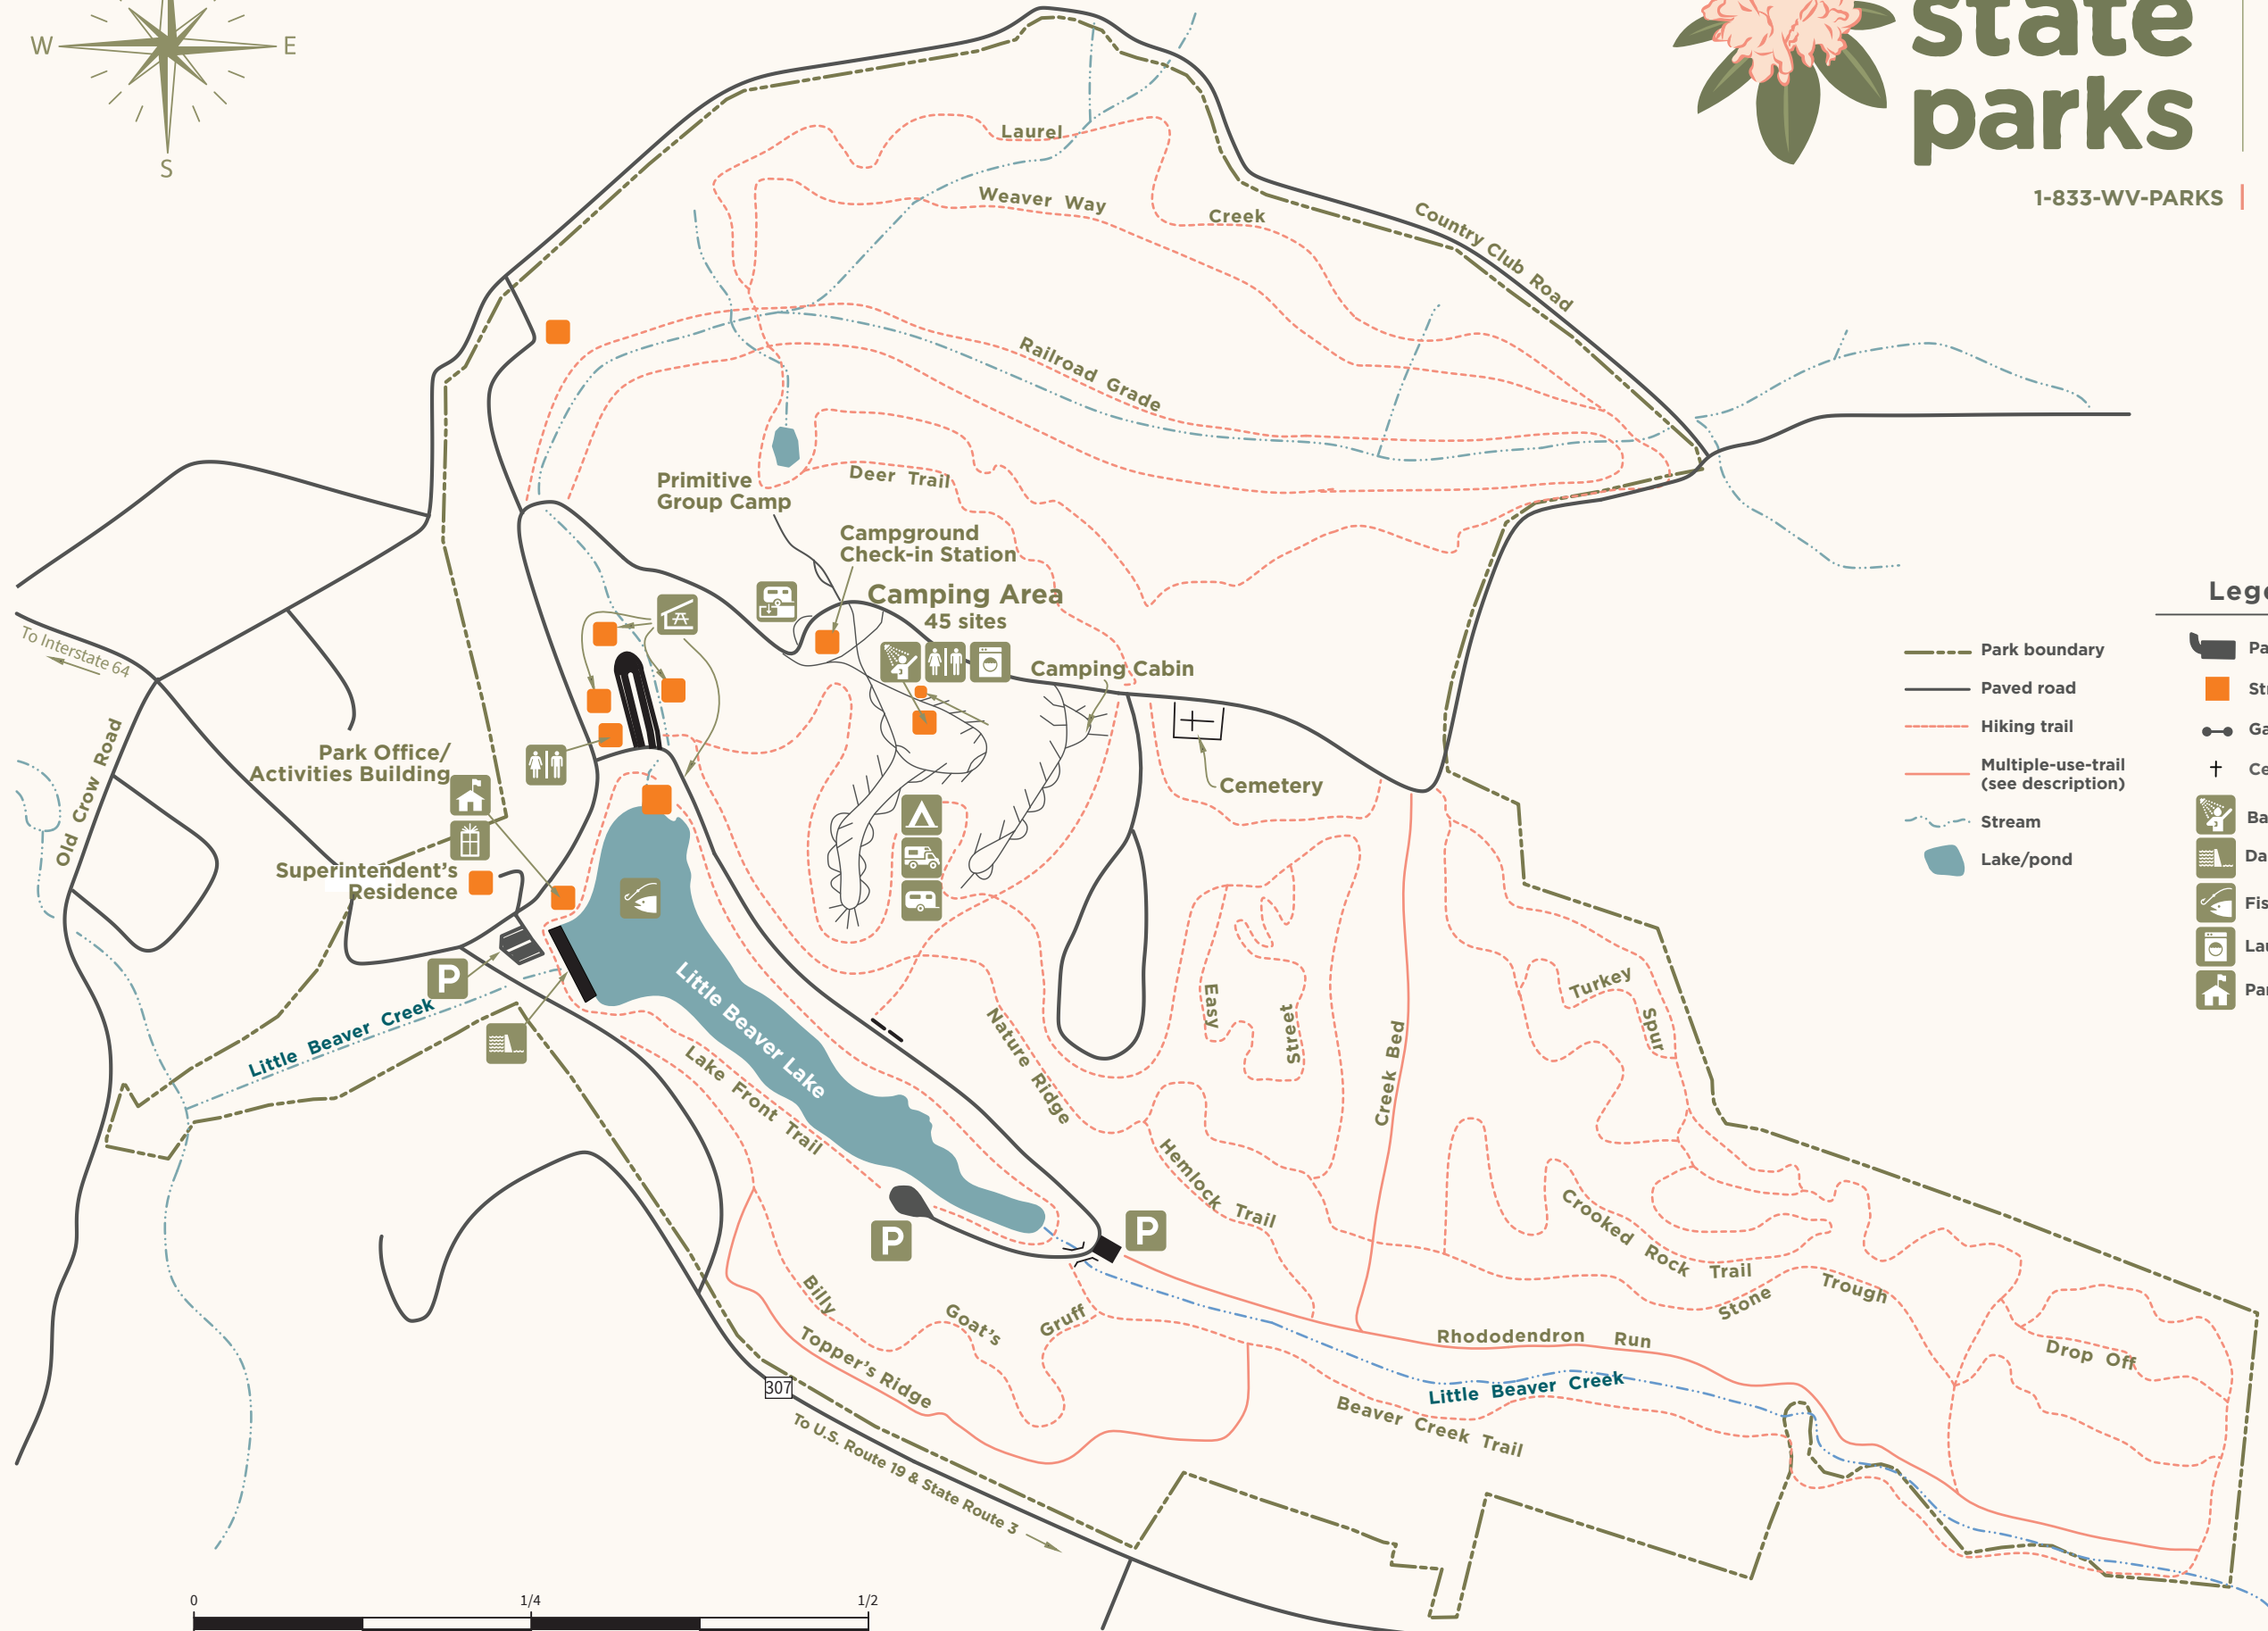 state
parks
1-833-WV-PARKS
W
E
S
Laurel
Creek
Weaver Way
Country Club Road
Railroad Grade
Deer Trail
Primitive
Group Camp
Campground
Check-in Station
Camping Area
45 sites
Camping Cabin
Cemetery
To Interstate 64
Old Crow Road
Park Office/
Activities Building
Superintendent's
Residence
P
Little Beaver Creek
Little Beaver Lake
Lake Front Trail
Nature Ridge
Easy Street
Creek Bed
Turkey Spur
Hemlock Trail
P
P
Crooked Rock Trail
Stone Trough
Drop Off
Billy Goat's Gruff
Topper's Ridge
Rhododendron Run
Little Beaver Creek
Beaver Creek Trail
307
To U.S. Route 19 & State Route 3
0 1/4 1/2
Park boundary
Paved road
Hiking trail
Multiple-use-trail
(see description)
Stream
Lake/pond